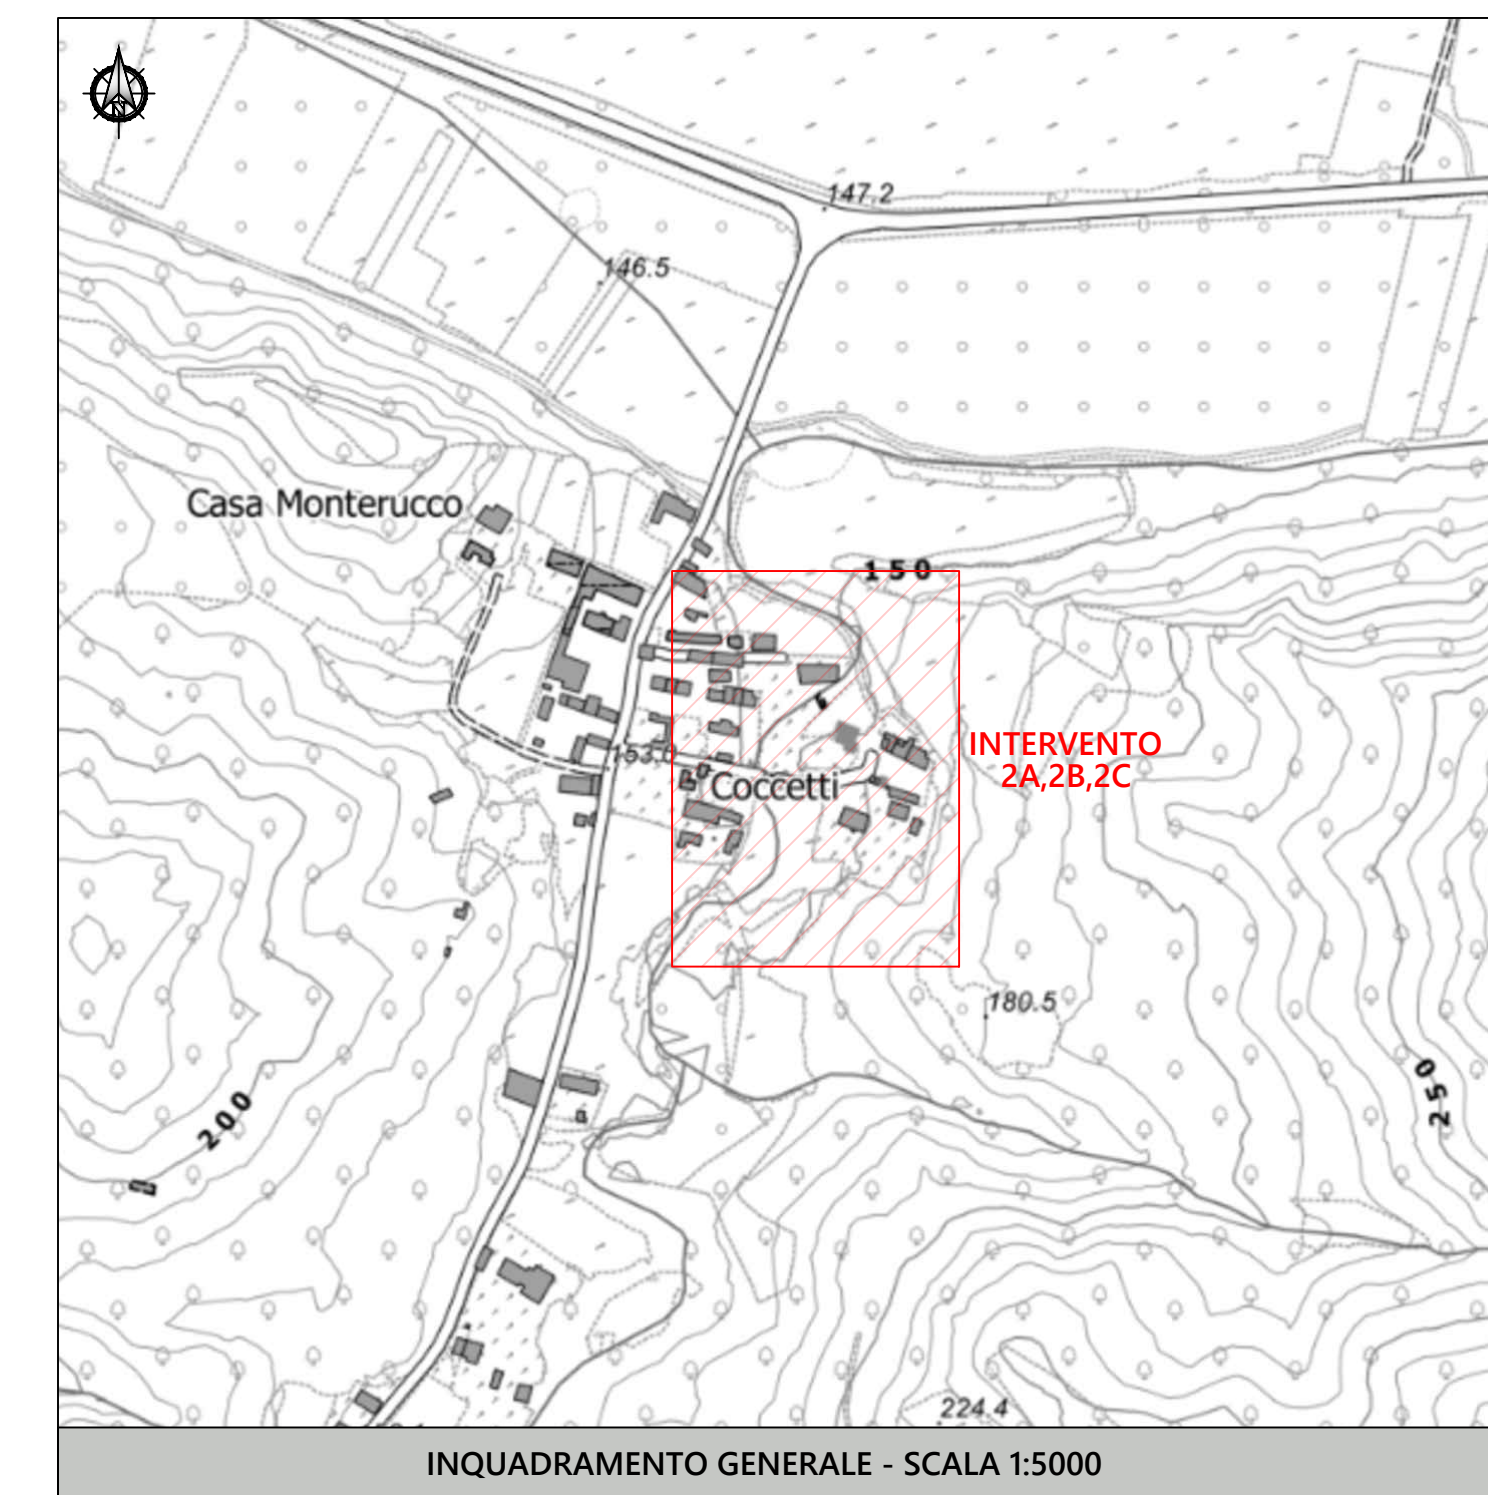 N
147.2
146.5
Casa Monterucco
150
INTERVENTO
2A,2B,2C
Coccetti
180.5
200
250
224.4
INQUADRAMENTO GENERALE - SCALA 1:5000